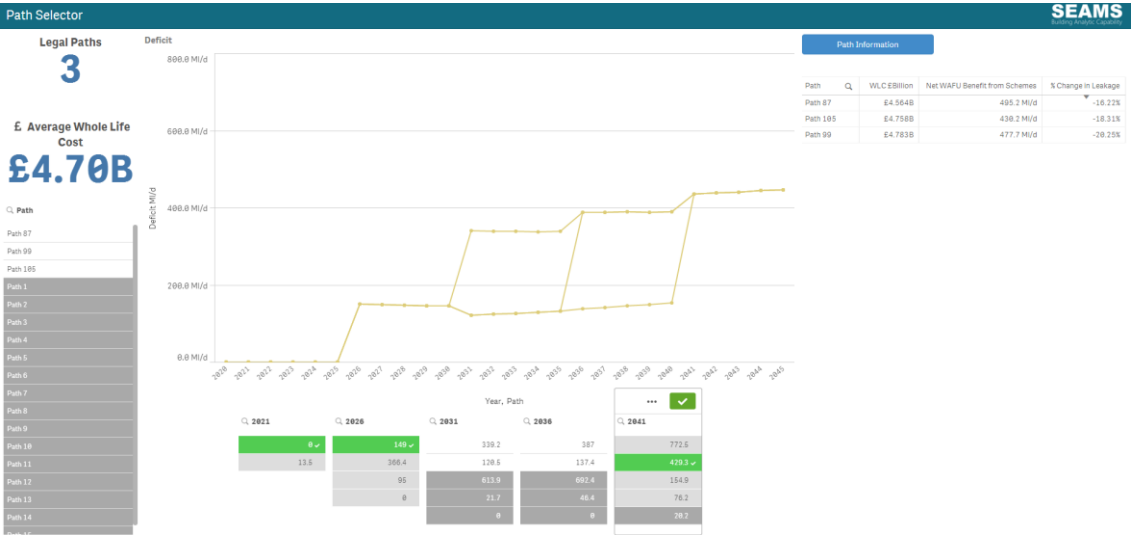 Path Selector
SEAMS
Building Analytic Capability
Legal Paths
3
£ Average Whole Life
Cost
£4.70B
Path
Path 87
Path 99
Path 105
Path 1
Path 2
Path 3
Path 4
Path 5
Path 6
Path 7
Path 8
Path 9
Path 10
Path 11
Path 12
Path 13
Path 14
Path 15
Deficit
Deficit Ml/d
800.0 Ml/d
600.0 Ml/d
400.0 Ml/d
200.0 Ml/d
0.0 Ml/d
2020 2021 2022 2023 2024 2025 2026 2027 2028 2029 2030 2031 2032 2033 2034 2035 2036 2037 2038 2039 2040 2041 2042 2043 2044 2045
Year, Path
2021 2026 2031 2036 2041
0 149 339.2 387 772.5
13.5 368.4 120.5 137.4 429.3
95 613.9 692.4 154.9
0 21.7 46.4 76.2
0 0 20.2
Path Information
Path WLC £Billion Net WAFU Benefit from Schemes % Change in Leakage
Path 87 £4.564B 495.2 Ml/d -16.22%
Path 105 £4.758B 430.2 Ml/d -18.31%
Path 99 £4.783B 477.7 Ml/d -20.25%